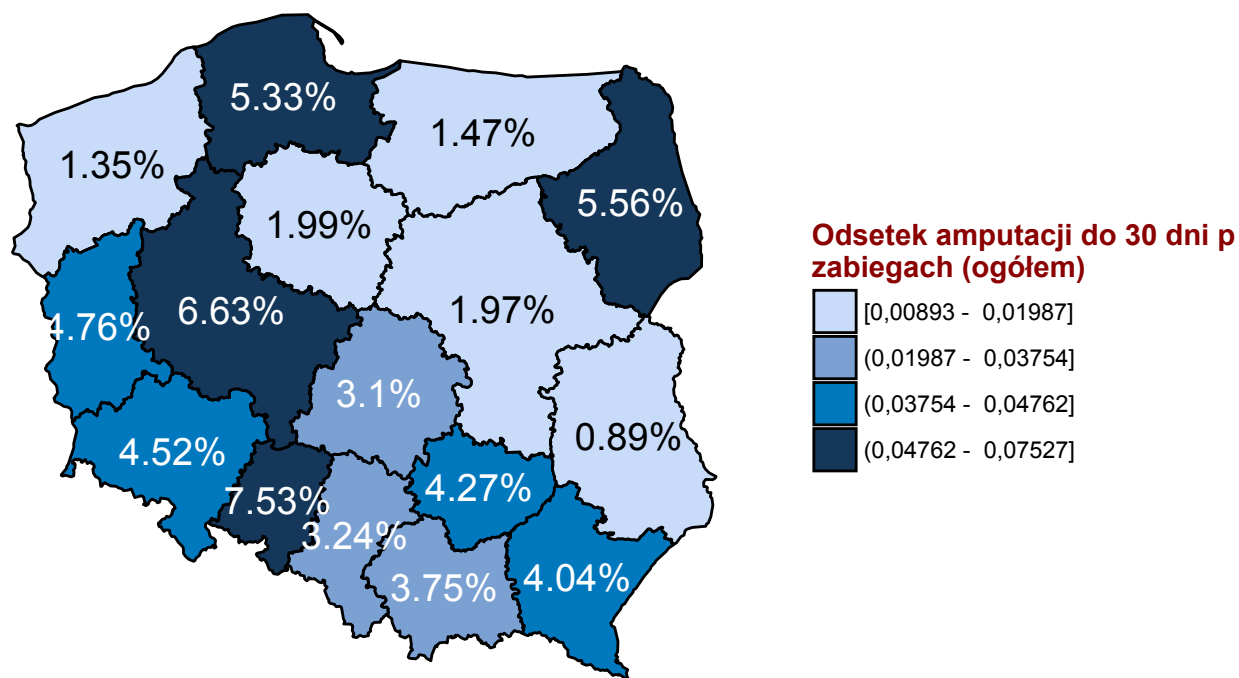 5.33%
1.47%
1.35%
5.56%
1.99%
6.63%
1.97%
4.76%
3.1%
0.89%
4.52%
4.27%
7.53%
3.24%
3.75%
4.04%
Odsetek amputacji do 30 dni p
zabiegach (ogółem)
[0,00893 - 0,01987]
(0,01987 - 0,03754]
(0,03754 - 0,04762]
(0,04762 - 0,07527]